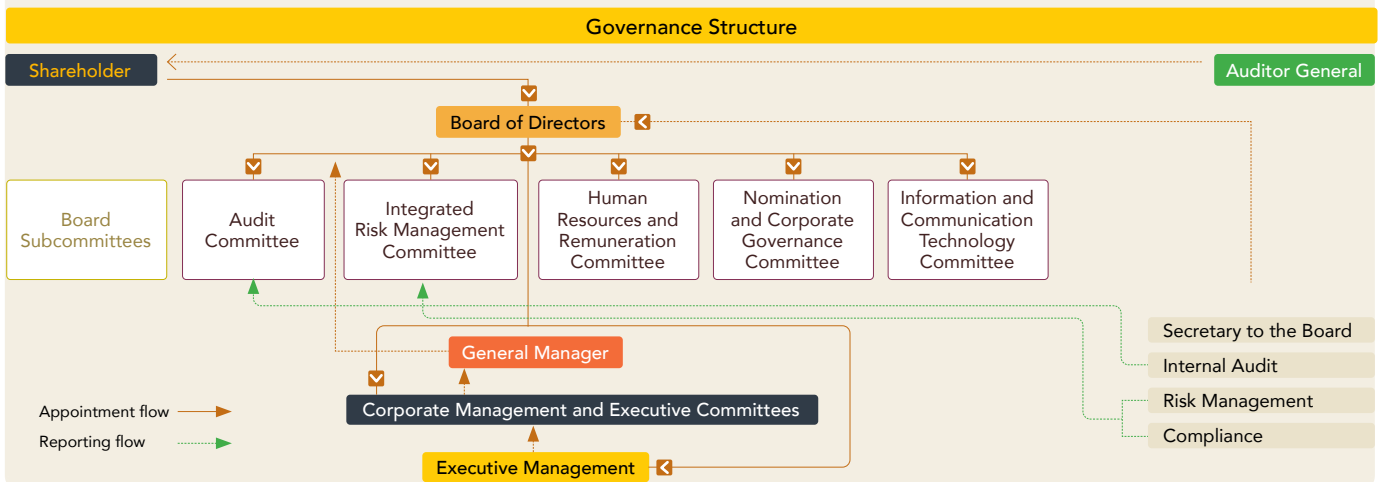 Governance Structure
Shareholder
Auditor General
Board of Directors
Board
Subcommittees
Audit
Committee
Integrated
Risk Management
Committee
Human
Resources and
Remuneration
Committee
Nomination
and Corporate
Governance
Committee
Information and
Communication
Technology
Committee
Secretary to the Board
General Manager
Internal Audit
Risk Management
Corporate Management and Executive Committees
Appointment flow
Reporting flow
Compliance
Executive Management